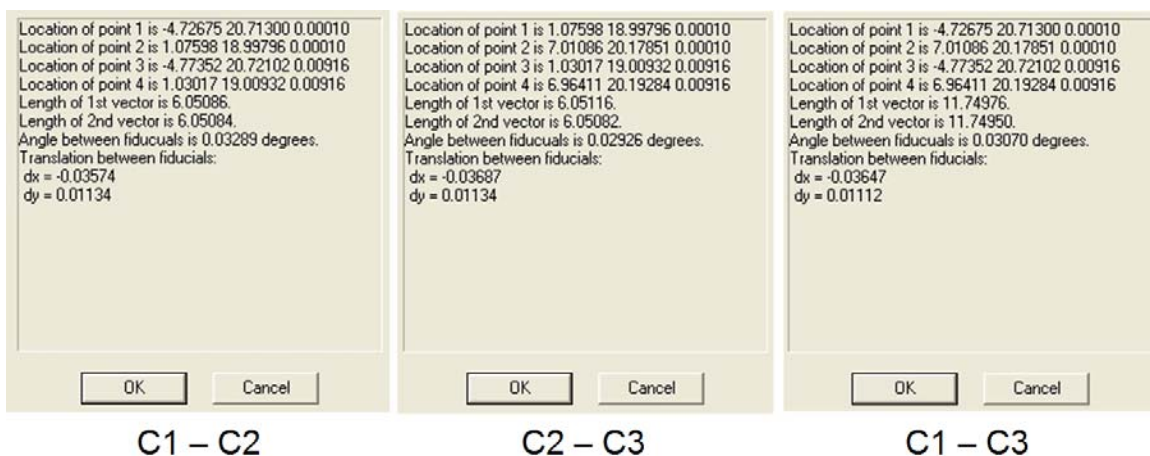 Location of point 1 is -4.72675 20.71300 0.00010
Location of point 2 is 1.07598 18.99796 0.00010
Location of point 3 is -4.77352 20.72102 0.00916
Location of point 4 is 1.03017 19.00932 0.00916
Length of 1st vector is 6.05086.
Length of 2nd vector is 6.05084.
Angle between fiducuals is 0.03289 degrees.
Translation between fiducials:
dx = -0.03574
dy = 0.01134
OK
Cancel
C1 – C2
Location of point 1 is 1.07598 18.99796 0.00010
Location of point 2 is 7.01086 20.17851 0.00010
Location of point 3 is 1.03017 19.00932 0.00916
Location of point 4 is 6.96411 20.19284 0.00916
Length of 1st vector is 6.05116.
Length of 2nd vector is 6.05082.
Angle between fiducuals is 0.02926 degrees.
Translation between fiducials:
dx = -0.03687
dy = 0.01134
OK
Cancel
C2 – C3
Location of point 1 is -4.72675 20.71300 0.00010
Location of point 2 is 7.01086 20.17851 0.00010
Location of point 3 is -4.77352 20.72102 0.00916
Location of point 4 is 6.96411 20.19284 0.00916
Length of 1st vector is 11.74976.
Length of 2nd vector is 11.74950.
Angle between fiducuals is 0.03070 degrees.
Translation between fiducials:
dx = -0.03647
dy = 0.01112
OK
Cancel
C1 – C3